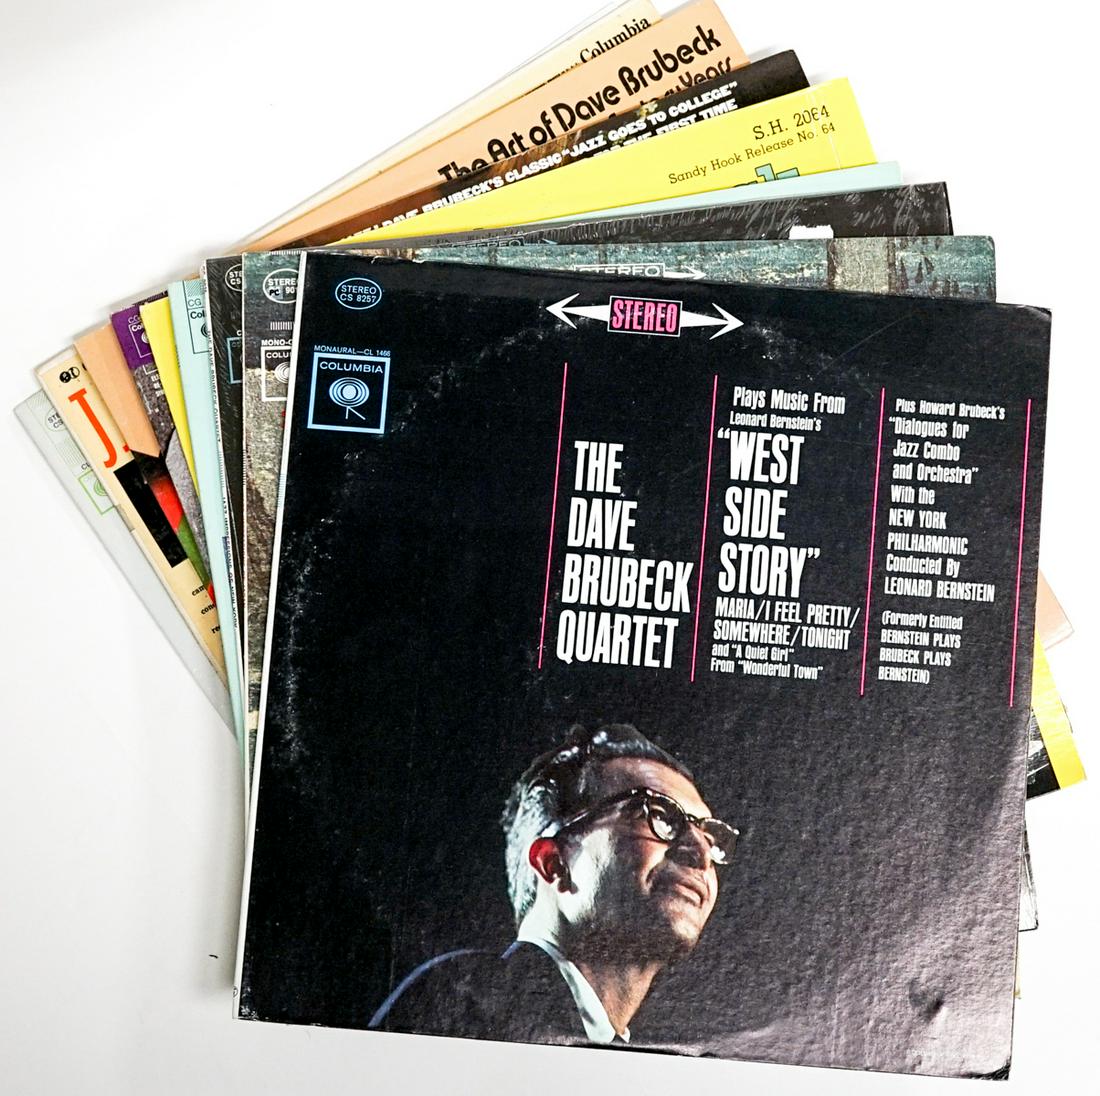 Columbia
The Art of Dave Brubeck
Years
BRUBECK'S CLASSIC "JAZZ GOES TO COLLEGE"
THE FIRST TIME
S.H. 2064
Sandy Hook Release No. 64
STEREO
STEREO
CS 8257
STEREO
MONAURAL—CL 1466
COLUMBIA
THE
DAVE
BRUBECK
QUARTET
Plays Music From
Leonard Bernstein's
"WEST
SIDE
STORY"
MARIA/I FEEL PRETTY/
SOMEWHERE/TONIGHT
and "A Quiet Girl"
From "Wonderful Town"
Plus Howard Brubeck's
"Dialogues for
Jazz Combo
and Orchestra"
With the
NEW YORK
PHILHARMONIC
Conducted By
LEONARD BERNSTEIN
(Formerly Entitled
BERNSTEIN PLAYS
BRUBECK PLAYS
BERNSTEIN)